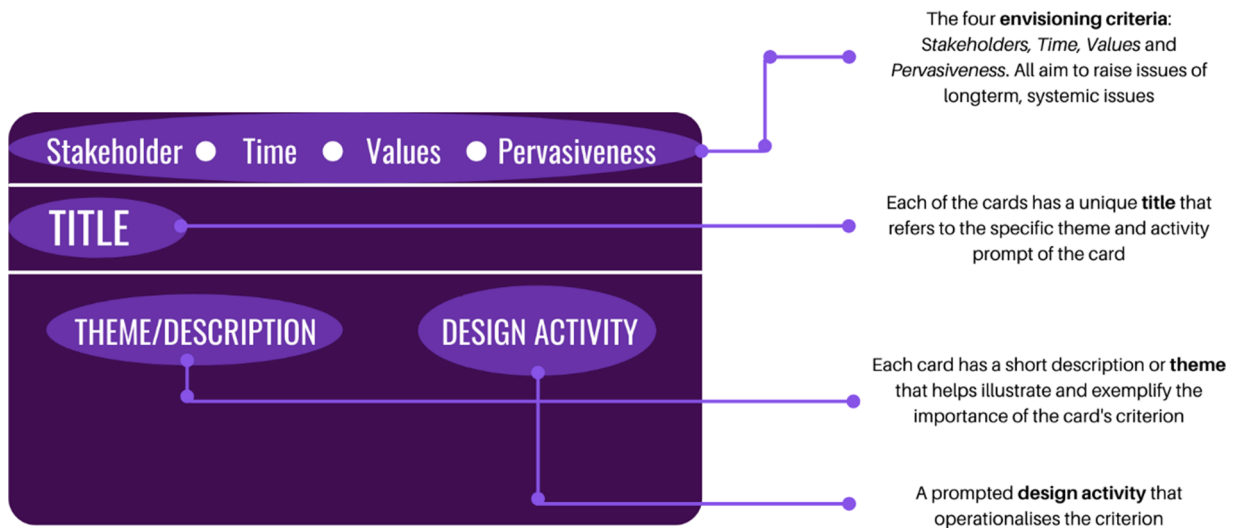 The four envisioning criteria:
Stakeholders, Time, Values and
Pervasiveness. All aim to raise issues of
longterm, systemic issues
Stakeholder Time Values Pervasiveness
TITLE
Each of the cards has a unique title that
refers to the specific theme and activity
prompt of the card
THEME/DESCRIPTION
DESIGN ACTIVITY
Each card has a short description or theme
that helps illustrate and exemplify the
importance of the card's criterion
A prompted design activity that
operationalises the criterion